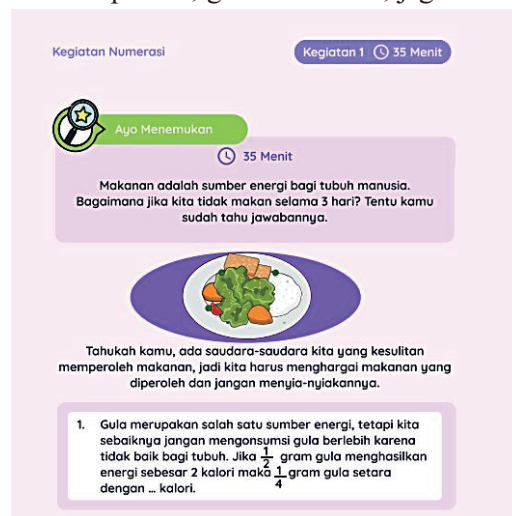 Kegiatan Numerasi
Kegiatan 1 35 Menit
Ayo Menemukan
35 Menit
Makanan adalah sumber energi bagi tubuh manusia.
Bagaimana jika kita tidak makan selama 3 hari? Tentu kamu
sudah tahu jawabannya.
Tahukah kamu, ada saudara-saudara kita yang kesulitan
memperoleh makanan, jadi kita harus menghargai makanan yang
diperoleh dan jangan menyia-nyiakannya.
1. Gula merupakan salah satu sumber energi, tetapi kita
sebaiknya jangan mengonsumsi gula berlebih karena
tidak baik bagi tubuh. Jika 1/2 gram gula menghasilkan
energi sebesar 2 kalori maka 1/4 gram gula setara
dengan ... kalori.